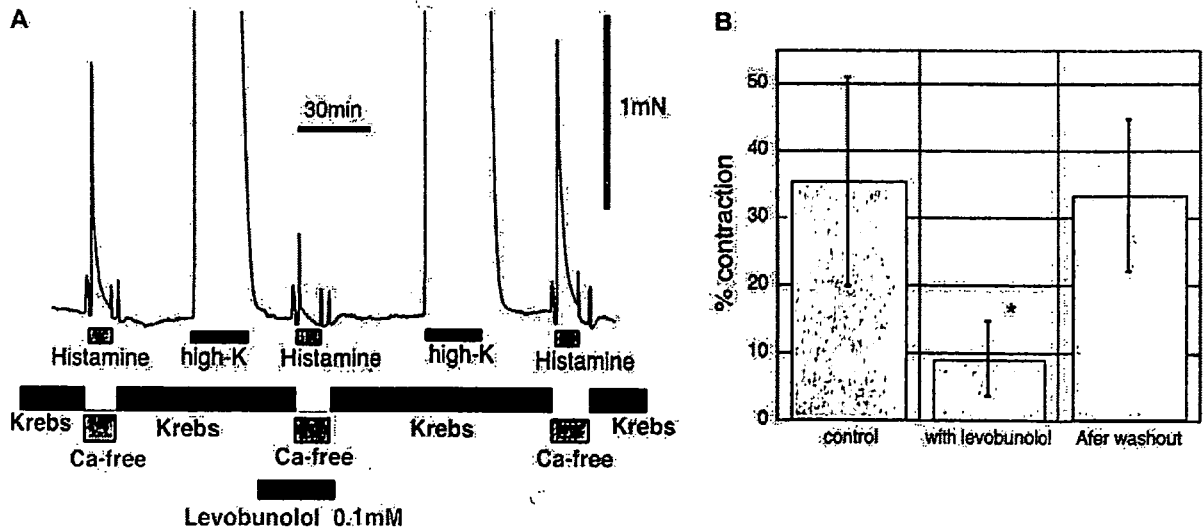 A
30min
1mN
Histamine
high-K
Histamine
high-K
Histamine
Krebs
Krebs
Krebs
Krebs
Ca-free
Ca-free
Ca-free
Levobunolol 0.1mM
B
% contraction
50
40
30
20
10
0
*
control
with levobunolol
Afer washout